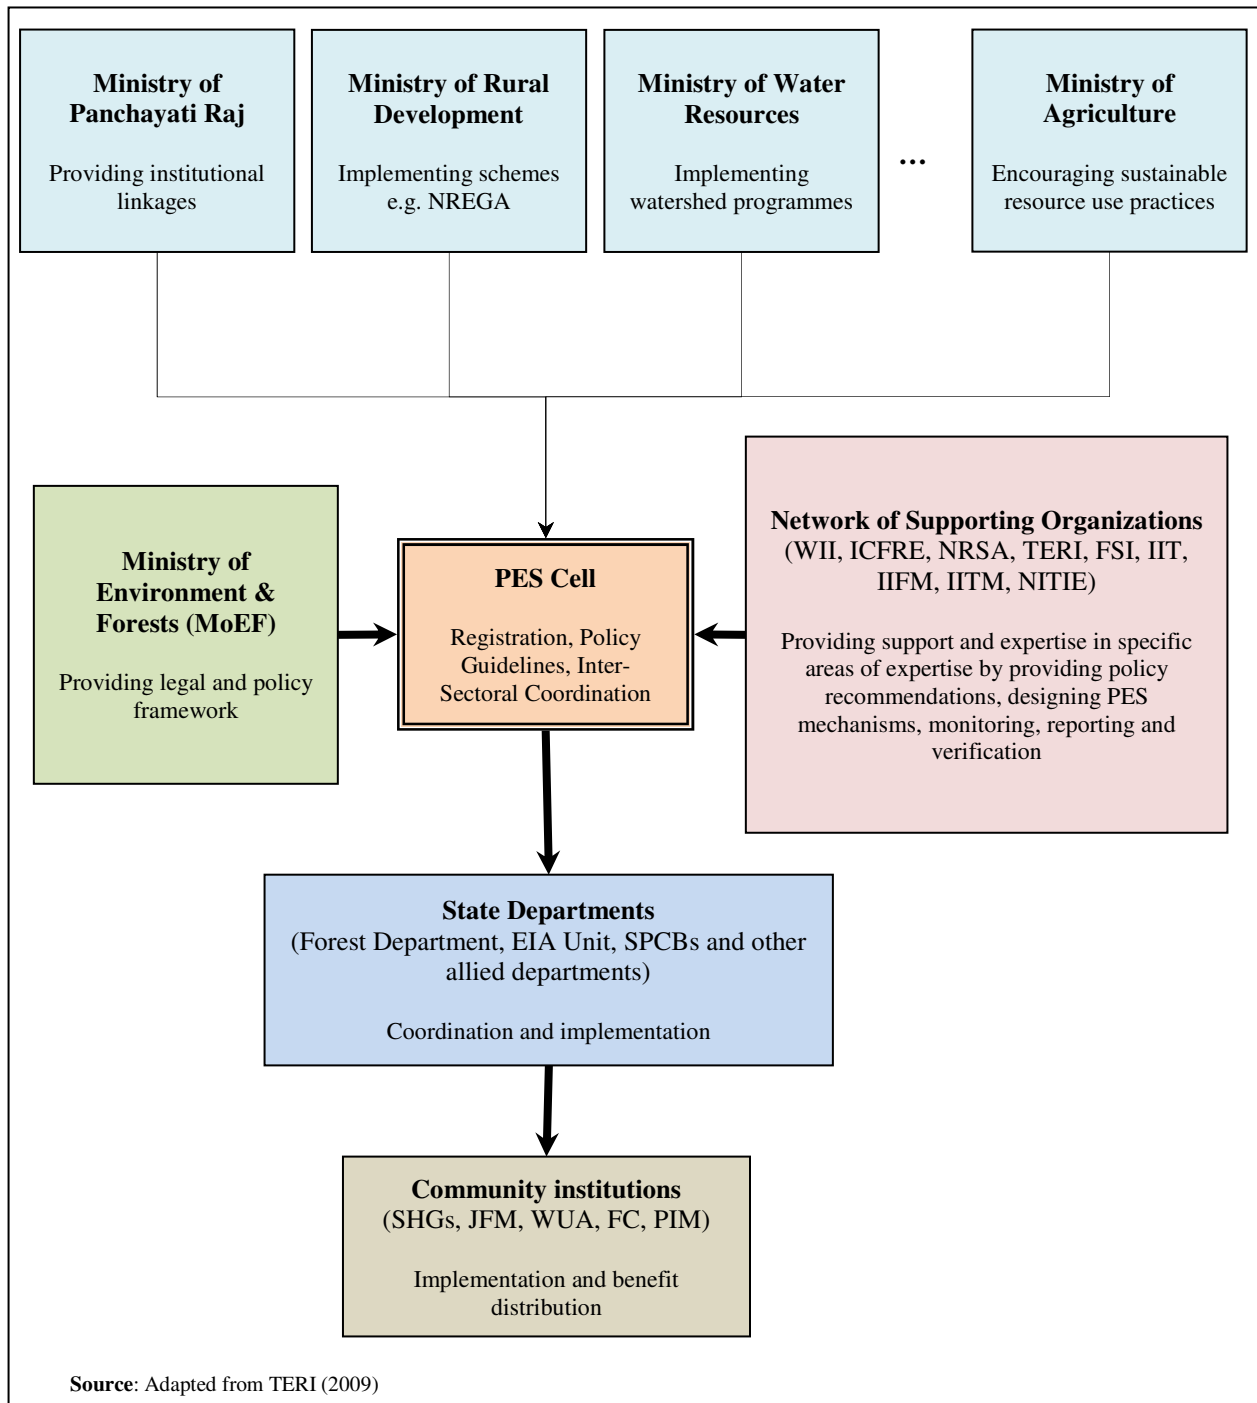 Ministry of
Panchayati Raj
Providing institutional
linkages
Ministry of Rural
Development
Implementing schemes
e.g. NREGA
Ministry of Water
Resources
Implementing
watershed programmes
...
Ministry of
Agriculture
Encouraging sustainable
resource use practices
Ministry of
Environment &
Forests (MoEF)
Providing legal and policy
framework
PES Cell
Registration, Policy
Guidelines, Inter-
Sectoral Coordination
Network of Supporting Organizations
(WII, ICFRE, NRSA, TERI, FSI, IIT,
IIFM, IITM, NITIE)
Providing support and expertise in specific
areas of expertise by providing policy
recommendations, designing PES
mechanisms, monitoring, reporting and
verification
State Departments
(Forest Department, EIA Unit, SPCBs and other
allied departments)
Coordination and implementation
Community institutions
(SHGs, JFM, WUA, FC, PIM)
Implementation and benefit
distribution
Source: Adapted from TERI (2009)